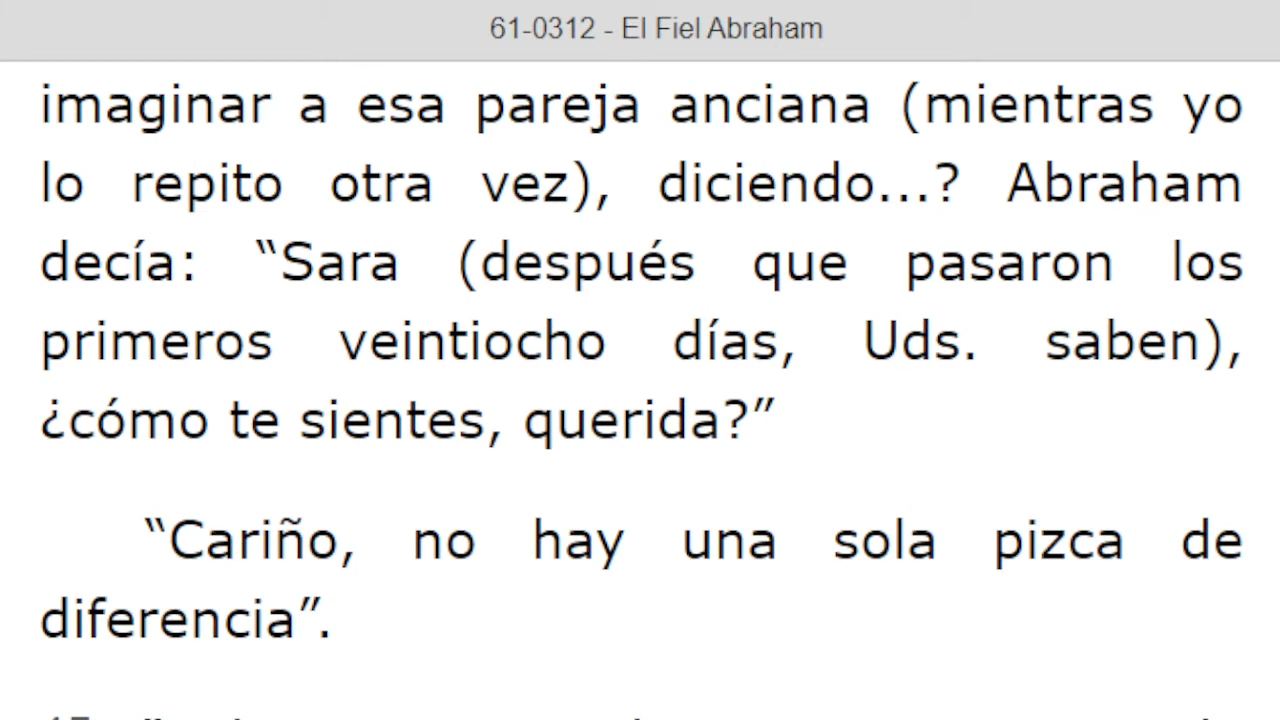 61-0312 - El Fiel Abraham
imaginar a esa pareja anciana (mientras yo
lo repito otra vez), diciendo...? Abraham
decía: “Sara (después que pasaron los
primeros veintiocho días, Uds. saben),
¿cómo te sientes, querida?”
“Cariño, no hay una sola pizca de
diferencia”.